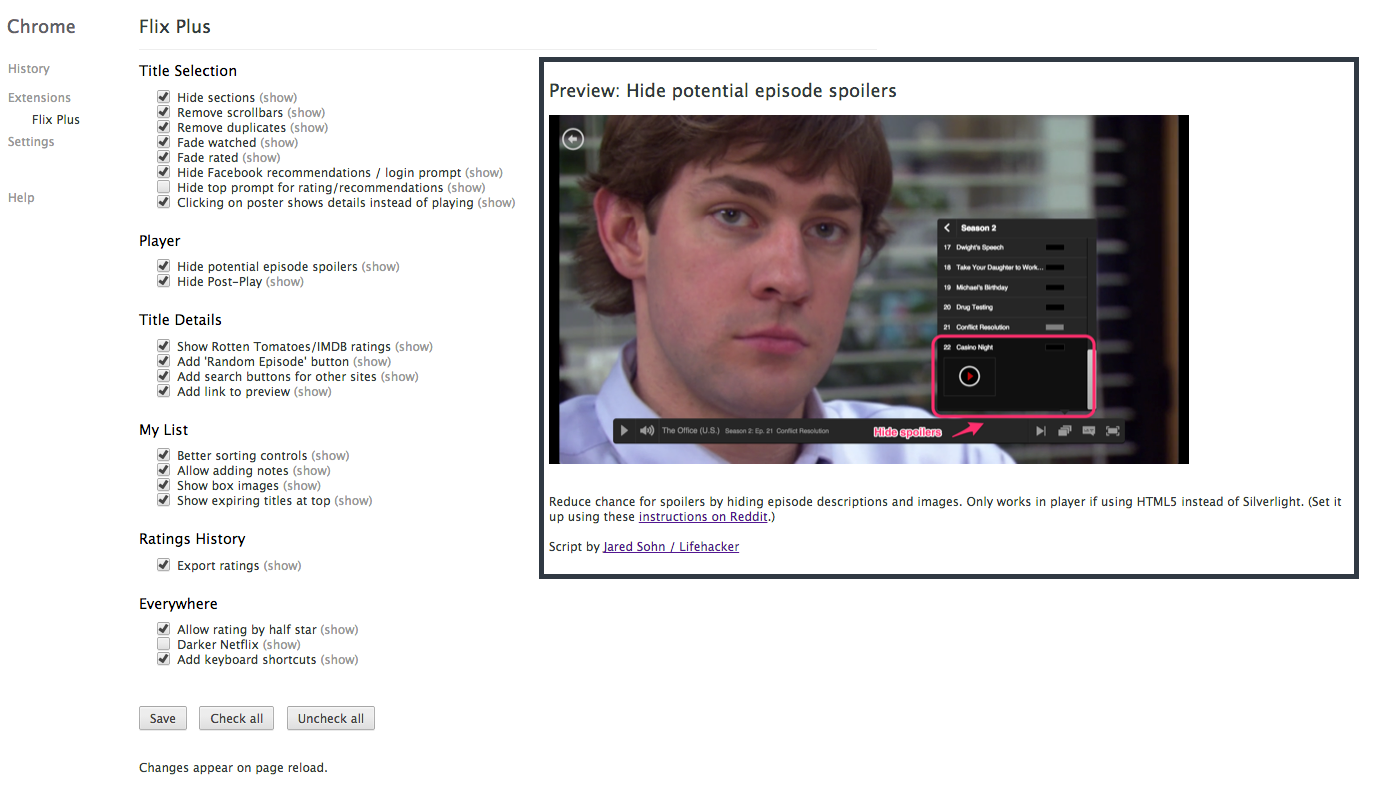 Chrome
History
Extensions
Flix Plus
Settings
Help
Flix Plus
Title Selection
Hide sections (show)
Remove scrollbars (show)
Remove duplicates (show)
Fade watched (show)
Fade rated (show)
Hide Facebook recommendations / login prompt (show)
Hide top prompt for rating/recommendations (show)
Clicking on poster shows details instead of playing (show)
Player
Hide potential episode spoilers (show)
Hide Post-Play (show)
Title Details
Show Rotten Tomatoes/IMDB ratings (show)
Add 'Random Episode' button (show)
Add search buttons for other sites (show)
Add link to preview (show)
My List
Better sorting controls (show)
Allow adding notes (show)
Show box images (show)
Show expiring titles at top (show)
Ratings History
Export ratings (show)
Everywhere
Allow rating by half star (show)
Darker Netflix (show)
Add keyboard shortcuts (show)
Save Check all Uncheck all
Changes appear on page reload.
Preview: Hide potential episode spoilers
Season 2
17 Dwight's Speech
18 Take Your Daughter to Work...
19 Michael's Birthday
20 Drug Testing
21 Conflict Resolution
22 Casino Night
The Office (U.S.) Season 2: Ep. 21 Conflict Resolution
Hide spoilers
Reduce chance for spoilers by hiding episode descriptions and images. Only works in player if using HTML5 instead of Silverlight. (Set it
up using these instructions on Reddit.)
Script by Jared Sohn / Lifehacker